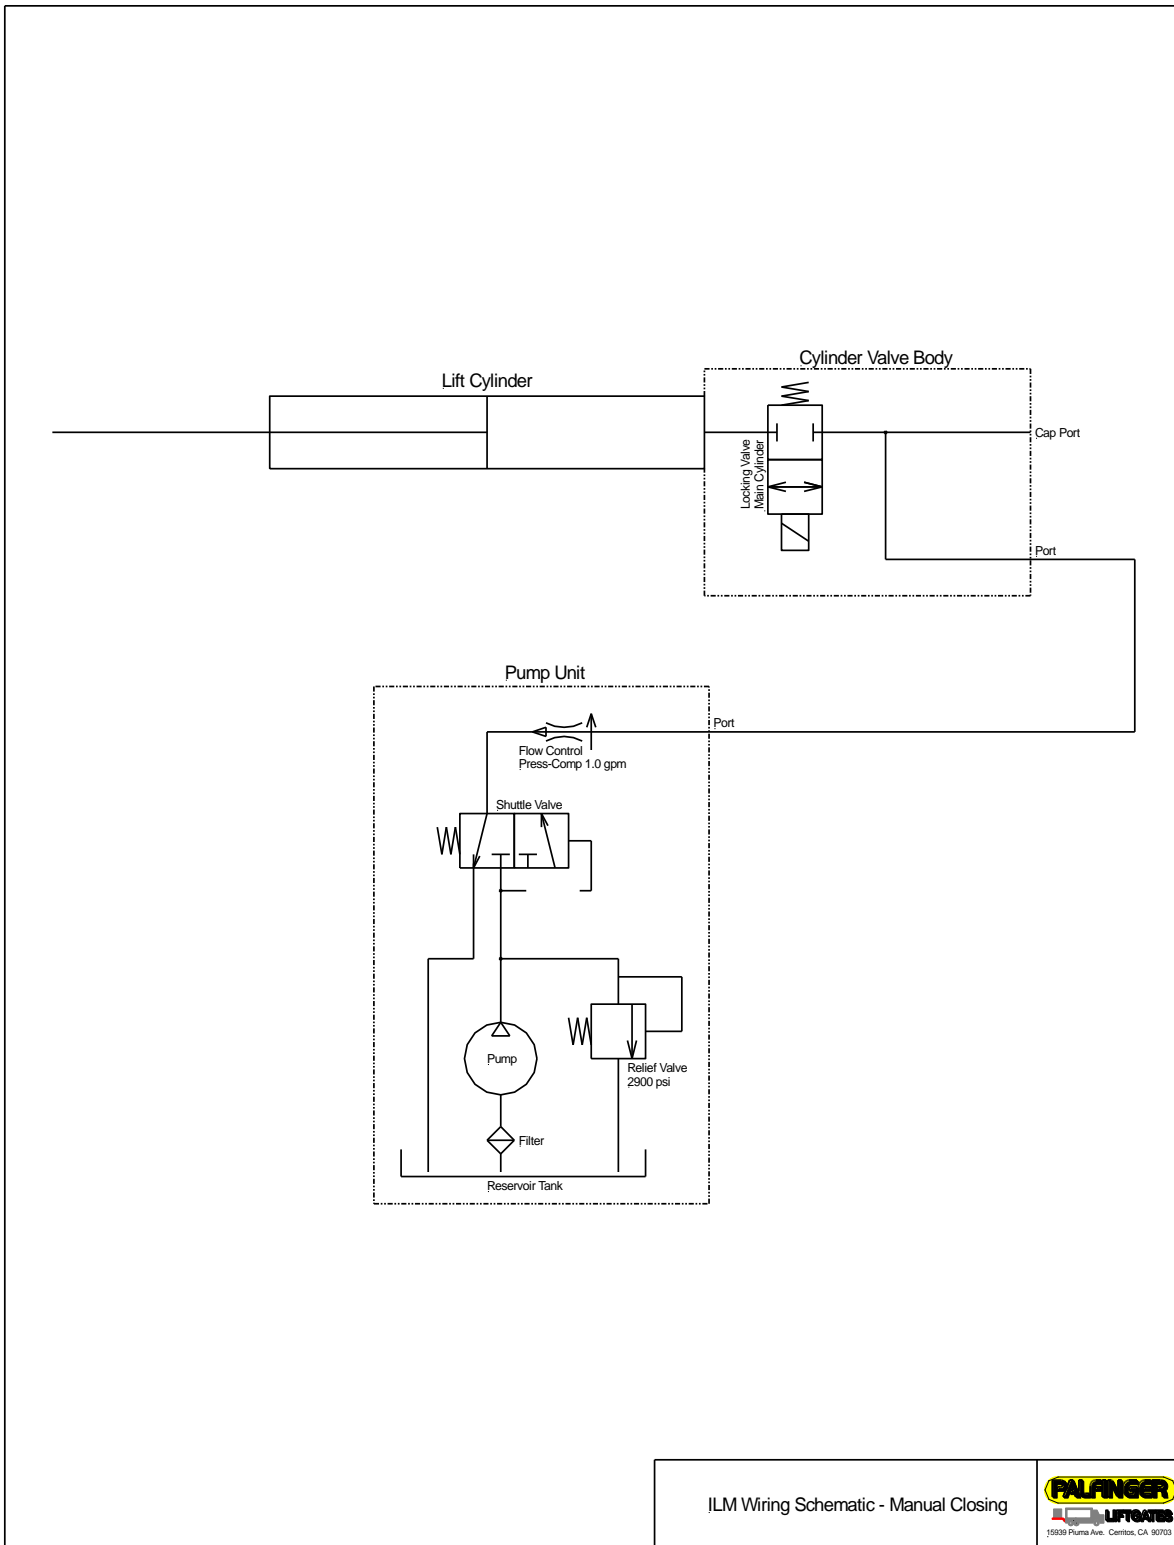 Cylinder Valve Body
Lift Cylinder
Locking Valve
Main Cylinder
Cap Port
Port
Pump Unit
Port
Flow Control
Press-Comp 1.0 gpm
Shuttle Valve
Pump
Relief Valve
2900 psi
Filter
Reservoir Tank
ILM Wiring Schematic - Manual Closing
PALFINGER
LIFTGATES
15939 Piuma Ave. Cerritos, CA 90703